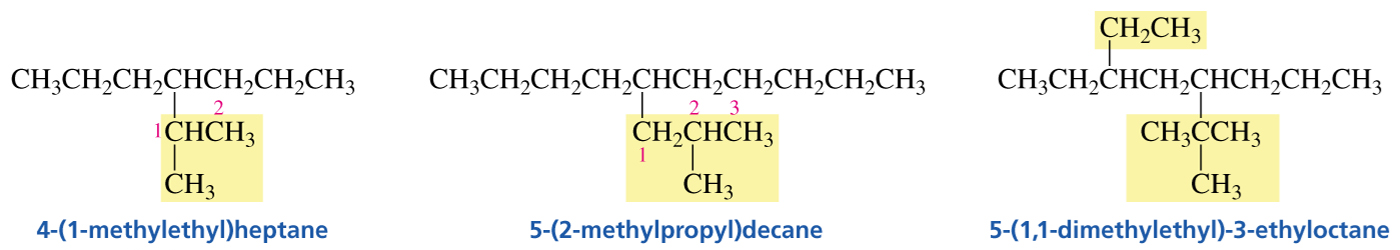 CH₃CH₂CH₂CHCH₂CH₂CH₃
2
1
CHCH₃
CH₃
4-(1-methylethyl)heptane
CH₃CH₂CH₂CH₂CHCH₂CH₂CH₂CH₂CH₃
2 3
CH₂CHCH₃
1
CH₃
5-(2-methylpropyl)decane
CH₂CH₃
CH₃CH₂CHCH₂CHCH₂CH₂CH₃
CH₃CCH₃
CH₃
5-(1,1-dimethylethyl)-3-ethyloctane